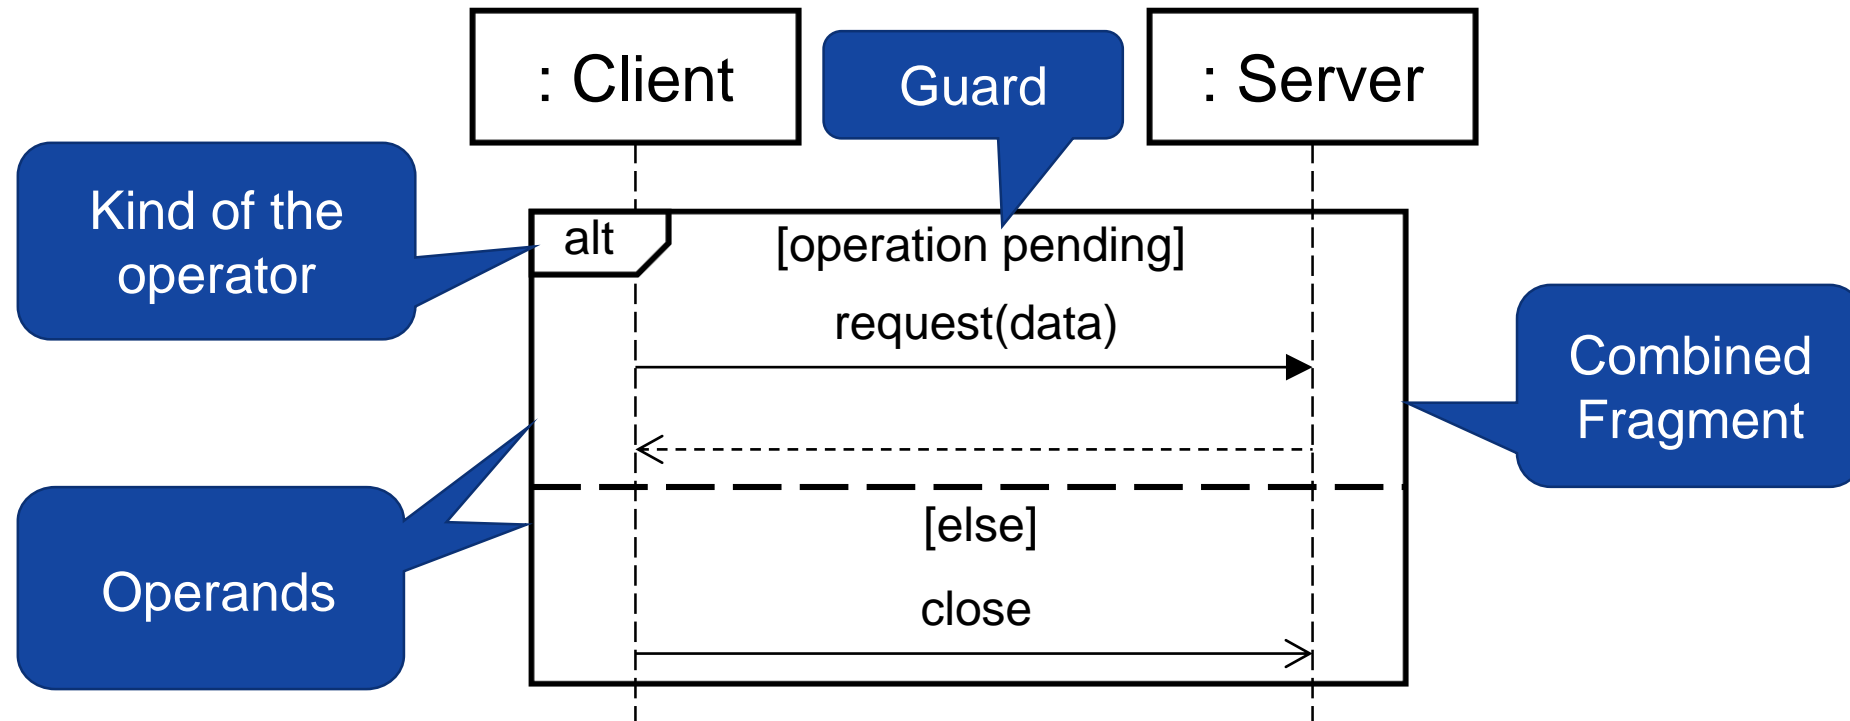 : Client
Guard
: Server
Kind of the
operator
alt
[operation pending]
request(data)
Combined
Fragment
[else]
Operands
close